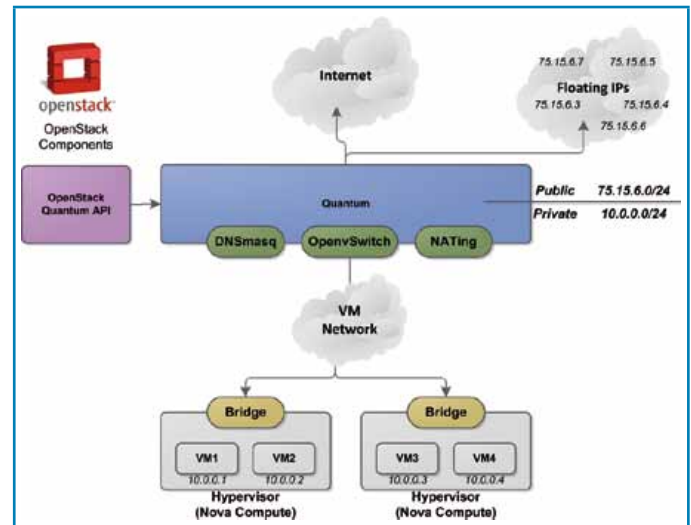 openstack
OpenStack
Components
Internet
75.15.6.7 75.15.6.5
Floating IPs
75.15.6.3 75.15.6.4
75.15.6.6
OpenStack
Quantum API
Quantum
Public 75.15.6.0/24
Private 10.0.0.0/24
DNSmasq
OpenvSwitch
NATing
VM
Network
Bridge
Bridge
VM1
VM2
VM3
VM4
10.0.0.1
10.0.0.2
10.0.0.3
10.0.0.4
Hypervisor
(Nova Compute)
Hypervisor
(Nova Compute)